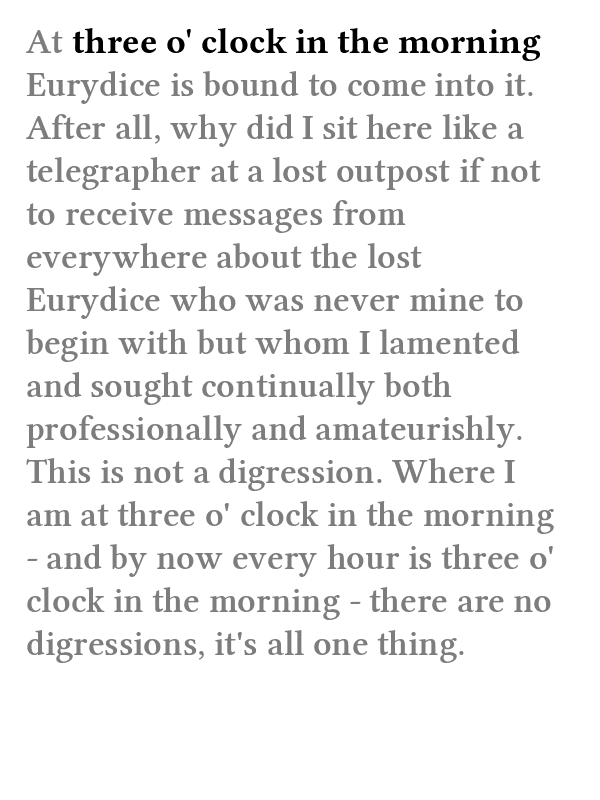 At three o' clock in the morning
Eurydice is bound to come into it.
After all, why did I sit here like a
telegrapher at a lost outpost if not
to receive messages from
everywhere about the lost
Eurydice who was never mine to
begin with but whom I lamented
and sought continually both
professionally and amateurishly.
This is not a digression. Where I
am at three o' clock in the morning
- and by now every hour is three o'
clock in the morning - there are no
digressions, it's all one thing.